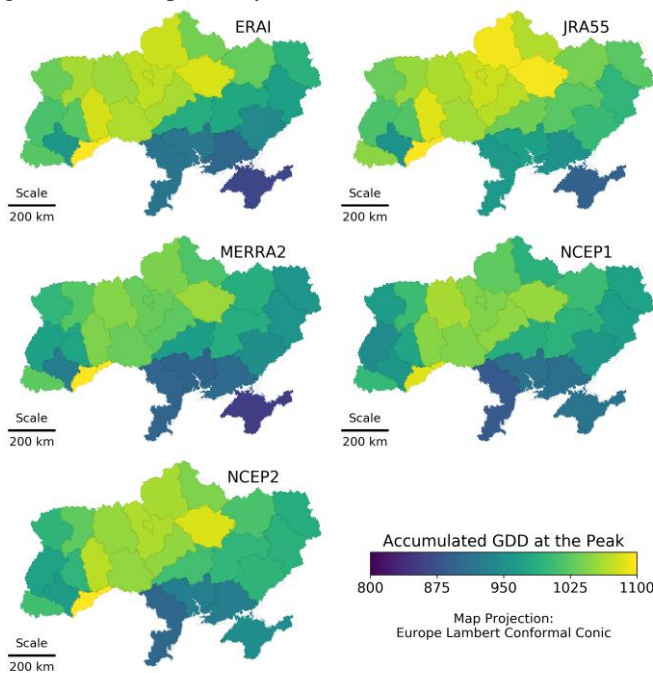 ERAI
JRA55
Scale
200 km
Scale
200 km
MERRA2
NCEP1
Scale
200 km
Scale
200 km
NCEP2
Scale
200 km
Accumulated GDD at the Peak
800 875 950 1025 1100
Map Projection:
Europe Lambert Conformal Conic